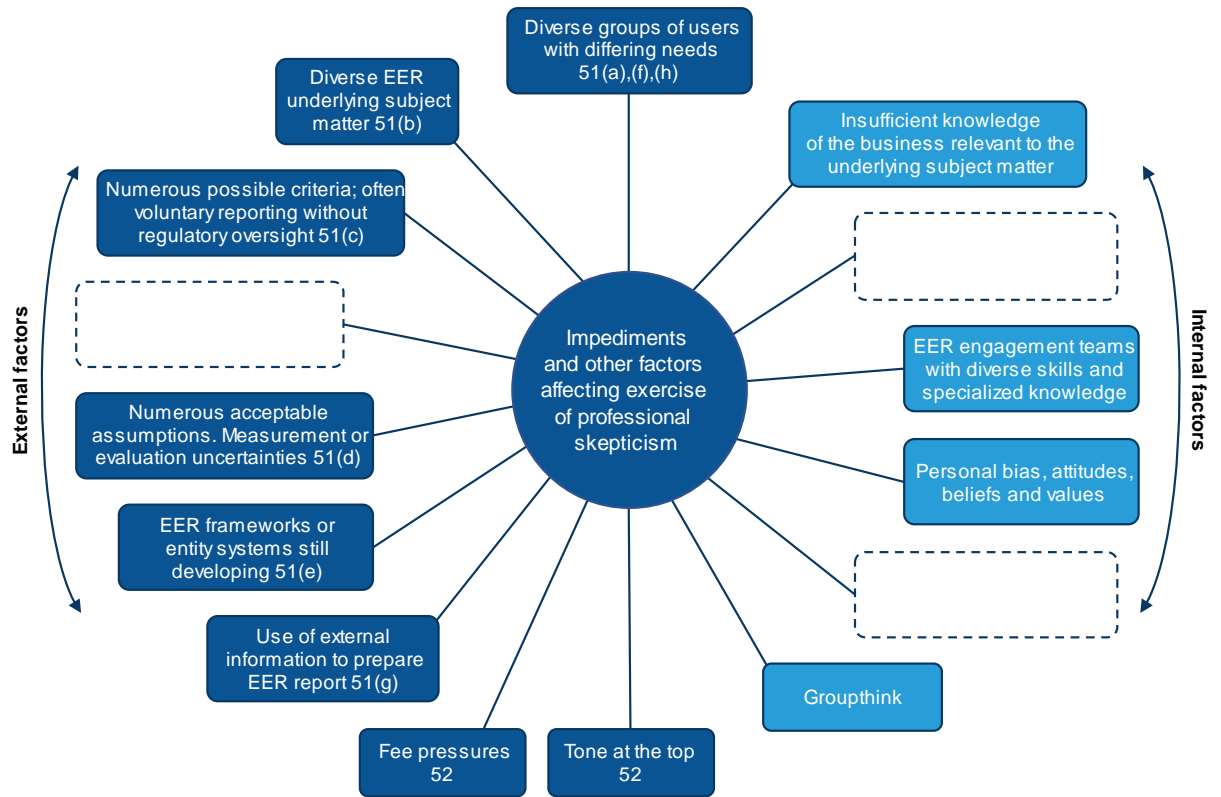 Diverse groups of users
with differing needs
51(a),(f),(h)
Diverse EER
underlying subject
matter 51(b)
Insufficient knowledge
of the business relevant to the
underlying subject matter
Numerous possible criteria; often
voluntary reporting without
regulatory oversight 51(c)
External factors
Impediments
and other factors
affecting exercise
of professional
skepticism
Internal factors
EER engagement teams
with diverse skills and
specialized knowledge
Numerous acceptable
assumptions. Measurement or
evaluation uncertainties 51(d)
Personal bias, attitudes,
beliefs and values
EER frameworks or
entity systems still
developing 51(e)
Use of external
information to prepare
EER report 51(g)
Groupthink
Fee pressures
52
Tone at the top
52